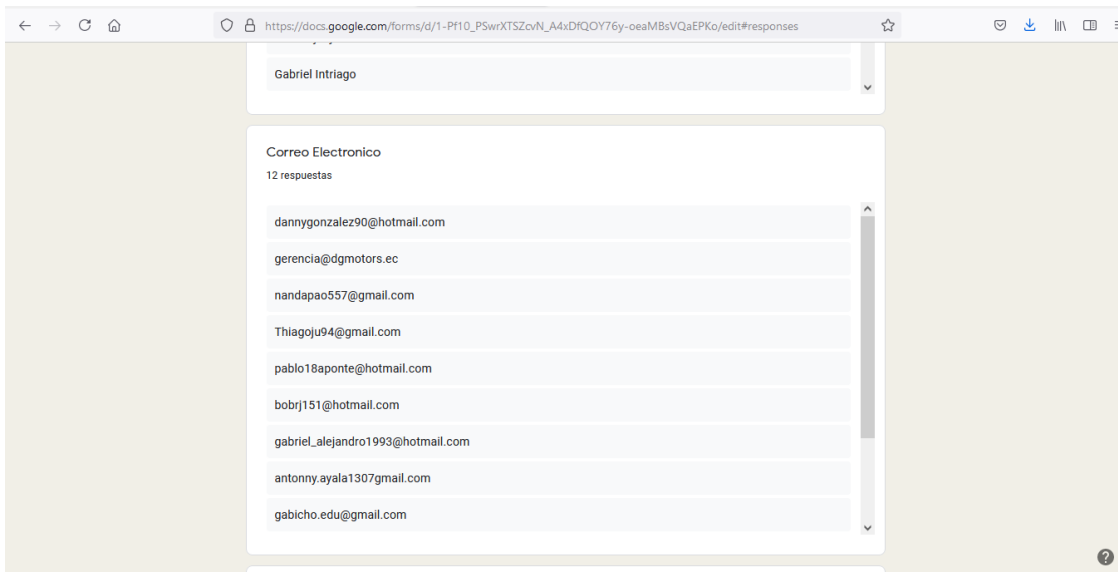 https://docs.google.com/forms/d/1-Pf10_PSwrXTSZcvN_A4xDfQOY76y-oeaMBsVQaEPKo/edit#responses
Gabriel Intriago
Correo Electronico
12 respuestas
dannygonzalez90@hotmail.com
gerencia@dgmotors.ec
nandapao557@gmail.com
Thiagoju94@gmail.com
pablo18aponte@hotmail.com
bobrj151@hotmail.com
gabriel_alejandro1993@hotmail.com
antonny.ayala1307gmail.com
gabicho.edu@gmail.com